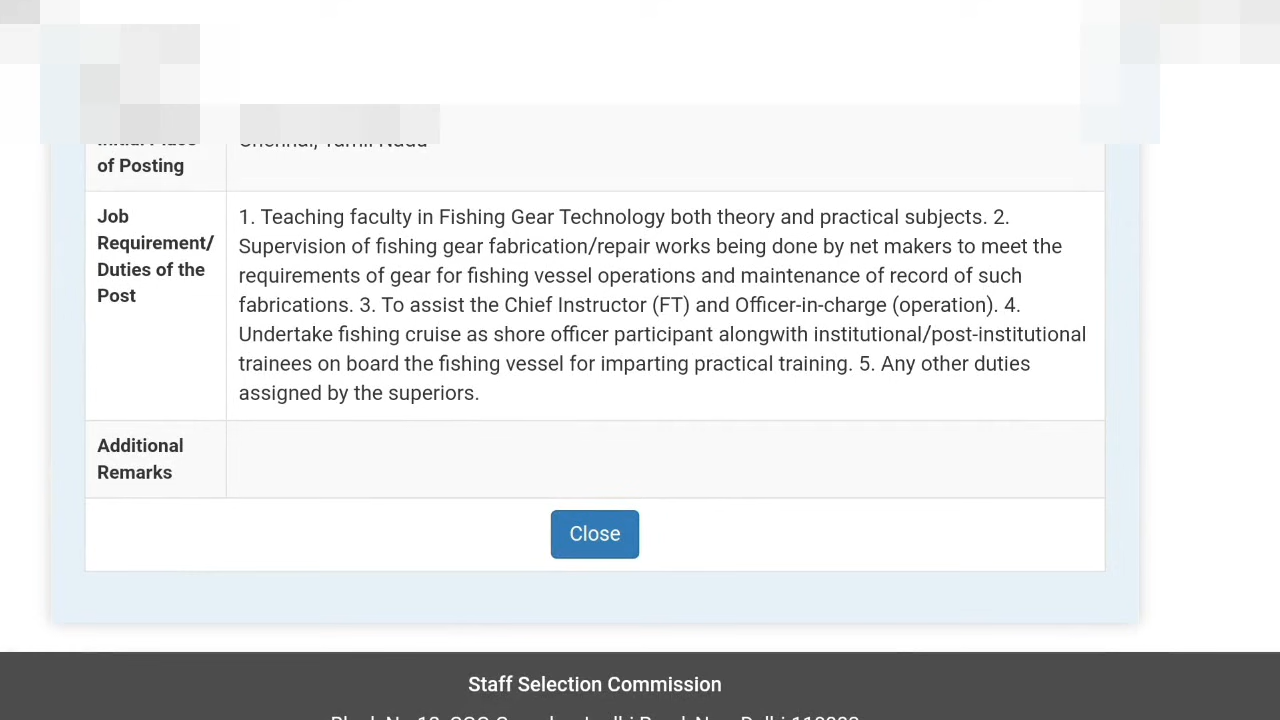 of Posting
Chennai, Tamil Nadu
Job
Requirement/
Duties of the
Post
1. Teaching faculty in Fishing Gear Technology both theory and practical subjects. 2.
Supervision of fishing gear fabrication/repair works being done by net makers to meet the
requirements of gear for fishing vessel operations and maintenance of record of such
fabrications. 3. To assist the Chief Instructor (FT) and Officer-in-charge (operation). 4.
Undertake fishing cruise as shore officer participant alongwith institutional/post-institutional
trainees on board the fishing vessel for imparting practical training. 5. Any other duties
assigned by the superiors.
Additional
Remarks
Close
Staff Selection Commission